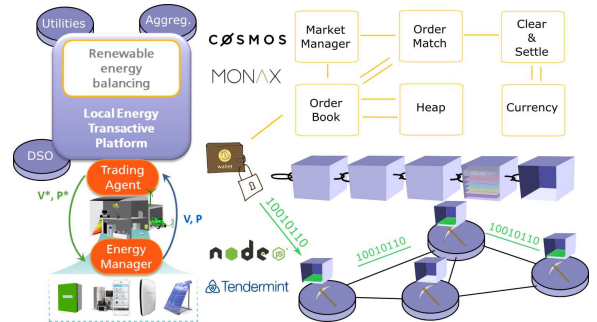 Utilities
Aggreg.
Renewable
energy
balancing
Local Energy
Transactive
Platform
DSO
Trading
Agent
V*, P*
V, P
Energy
Manager
COSMOS
MONAX
Market
Manager
Order
Match
Clear
&
Settle
Order
Book
Heap
Currency
wallet
10010110
10010110
10010110
node
JS
Tendermint